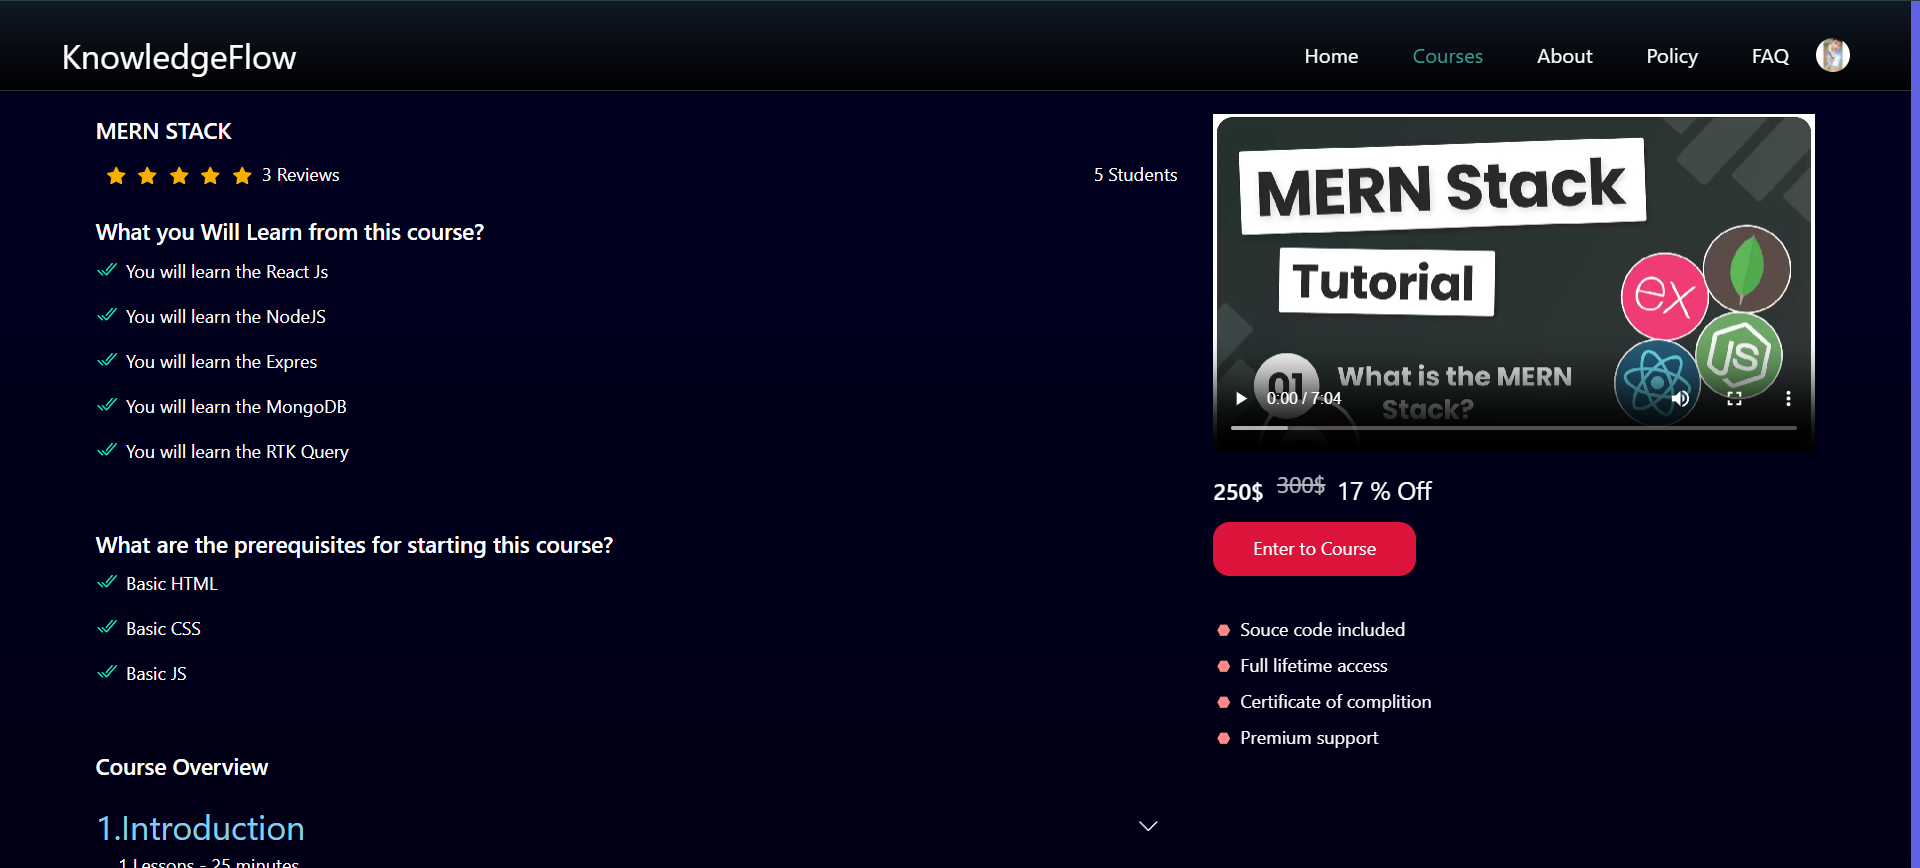 KnowledgeFlow
Home Courses About Policy FAQ
MERN STACK
3 Reviews
5 Students
What you Will Learn from this course?
You will learn the React Js
You will learn the NodeJS
You will learn the Expres
You will learn the MongoDB
You will learn the RTK Query
What are the prerequisites for starting this course?
Basic HTML
Basic CSS
Basic JS
Course Overview
1.Introduction
1 Lessons - 25 minutes
MERN Stack
Tutorial
ex
JS
01
What is the MERN
Stack?
0:00 / 7:04
250$ 300$ 17 % Off
Enter to Course
Souce code included
Full lifetime access
Certificate of complition
Premium support